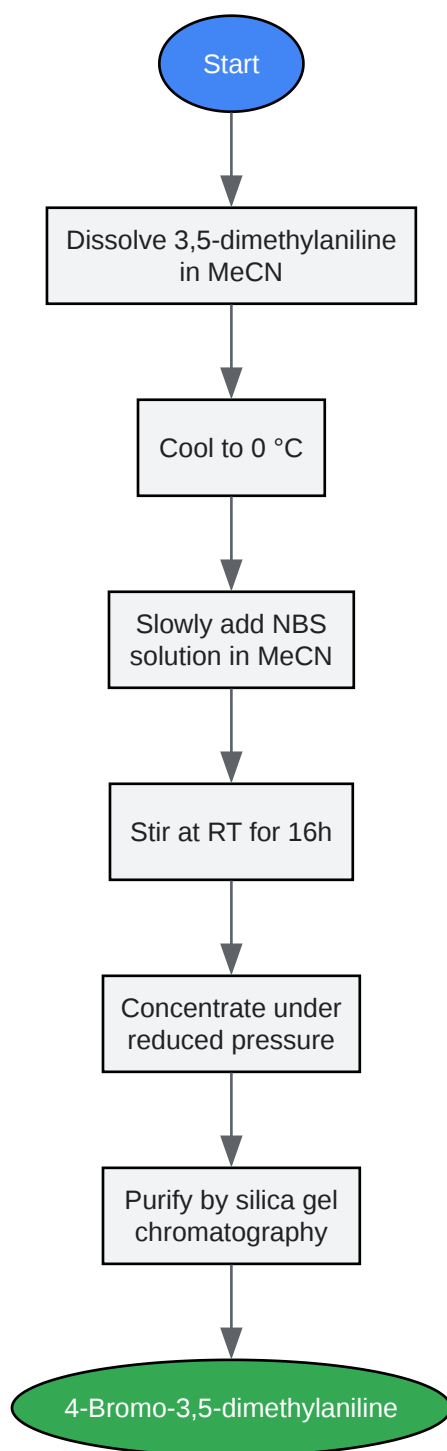 Start
Dissolve 3,5-dimethylaniline
in MeCN
Cool to 0 °C
Slowly add NBS
solution in MeCN
Stir at RT for 16h
Concentrate under
reduced pressure
Purify by silica gel
chromatography
4-Bromo-3,5-dimethylaniline